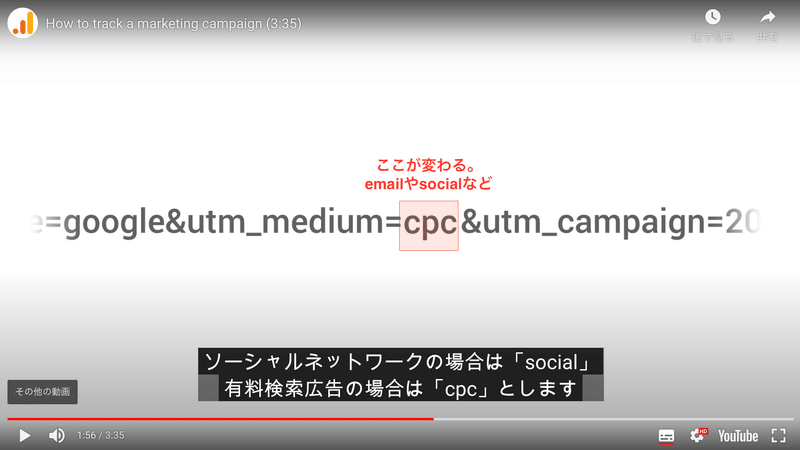 How to track a marketing campaign (3:35)
後で見る
共有
ここが変わる。
emailやsocialなど
e=google&utm_medium=cpc&utm_campaign=20
ソーシャルネットワークの場合は「social」
有料検索広告の場合は「cpc」とします
その他の動画
1:56 / 3:35
HD
YouTube